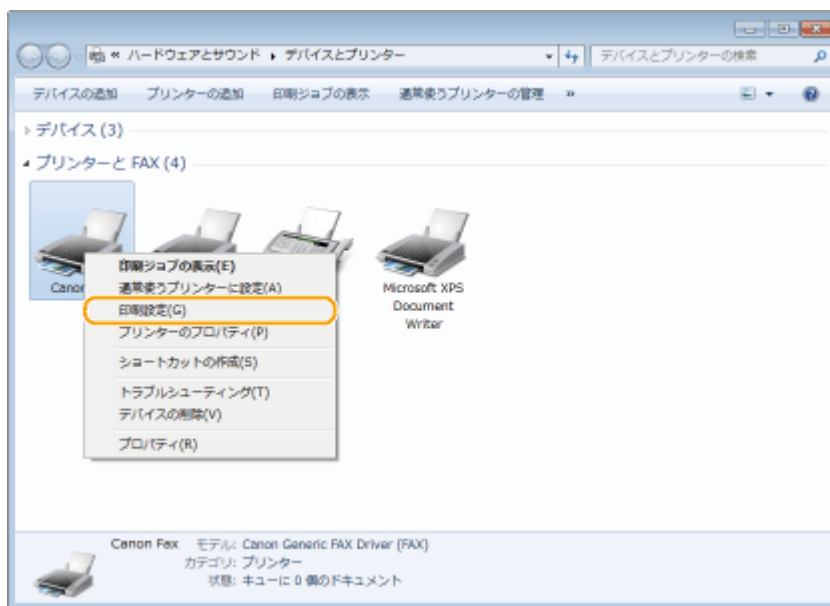 « ハードウェアとサウンド ▸ デバイスとプリンター
デバイスとプリンターの検索
デバイスの追加 プリンターの追加 印刷ジョブの表示 通常使うプリンターの管理 »
デバイス (3)
プリンターと FAX (4)
印刷ジョブの表示(E)
通常使うプリンターに設定(A)
印刷設定(G)
プリンターのプロパティ(P)
ショートカットの作成(S)
トラブルシューティング(T)
デバイスの削除(V)
プロパティ(R)
Microsoft XPS
Document
Writer
Canon Fax モデル: Canon Generic FAX Driver (FAX)
カテゴリ: プリンター
状態: キューに 0 個のドキュメント